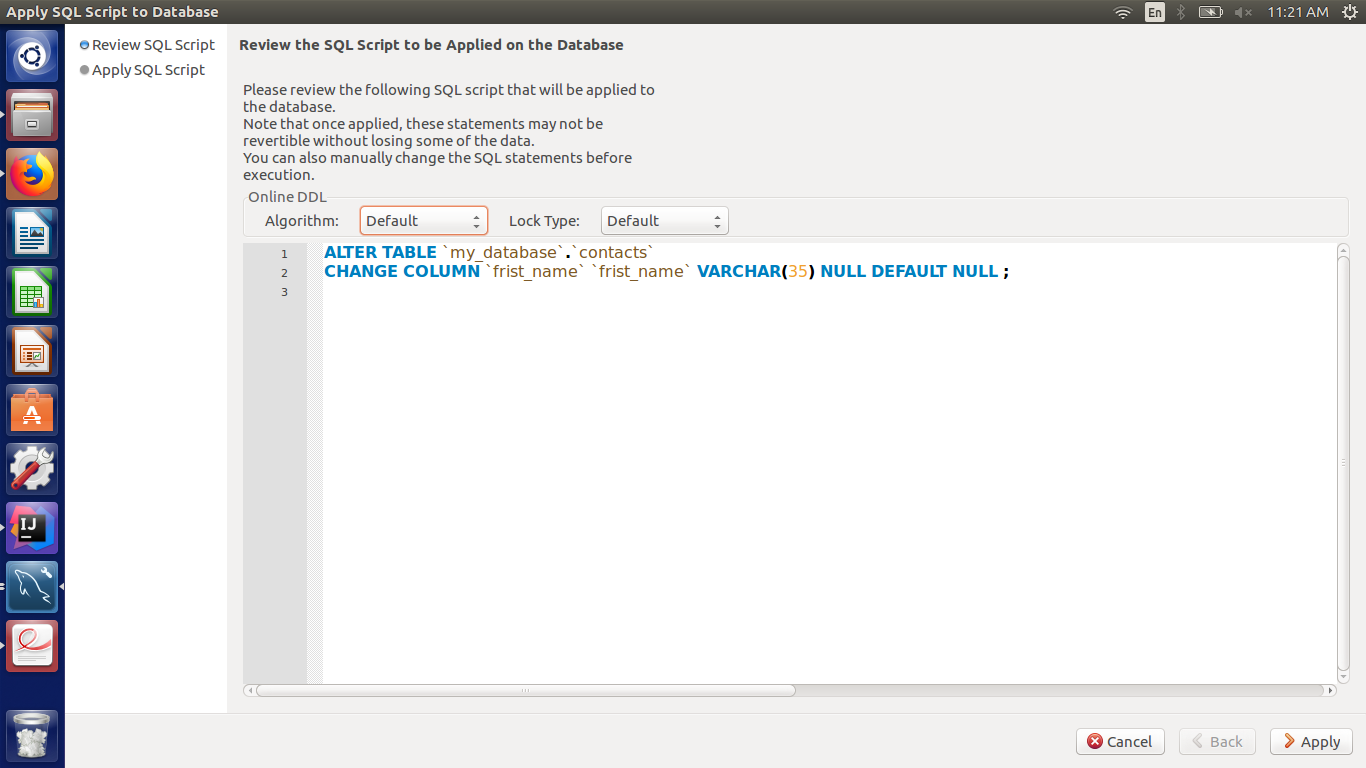 Apply SQL Script to Database
En
11:21 AM
Review SQL Script
Apply SQL Script
Review the SQL Script to be Applied on the Database
Please review the following SQL script that will be applied to
the database.
Note that once applied, these statements may not be
revertible without losing some of the data.
You can also manually change the SQL statements before
execution.
Online DDL
Algorithm: Default Lock Type: Default
1 ALTER TABLE `my_database`.`contacts`
2 CHANGE COLUMN `frist_name` `frist_name` VARCHAR(35) NULL DEFAULT NULL ;
3
IJ
Cancel Back Apply